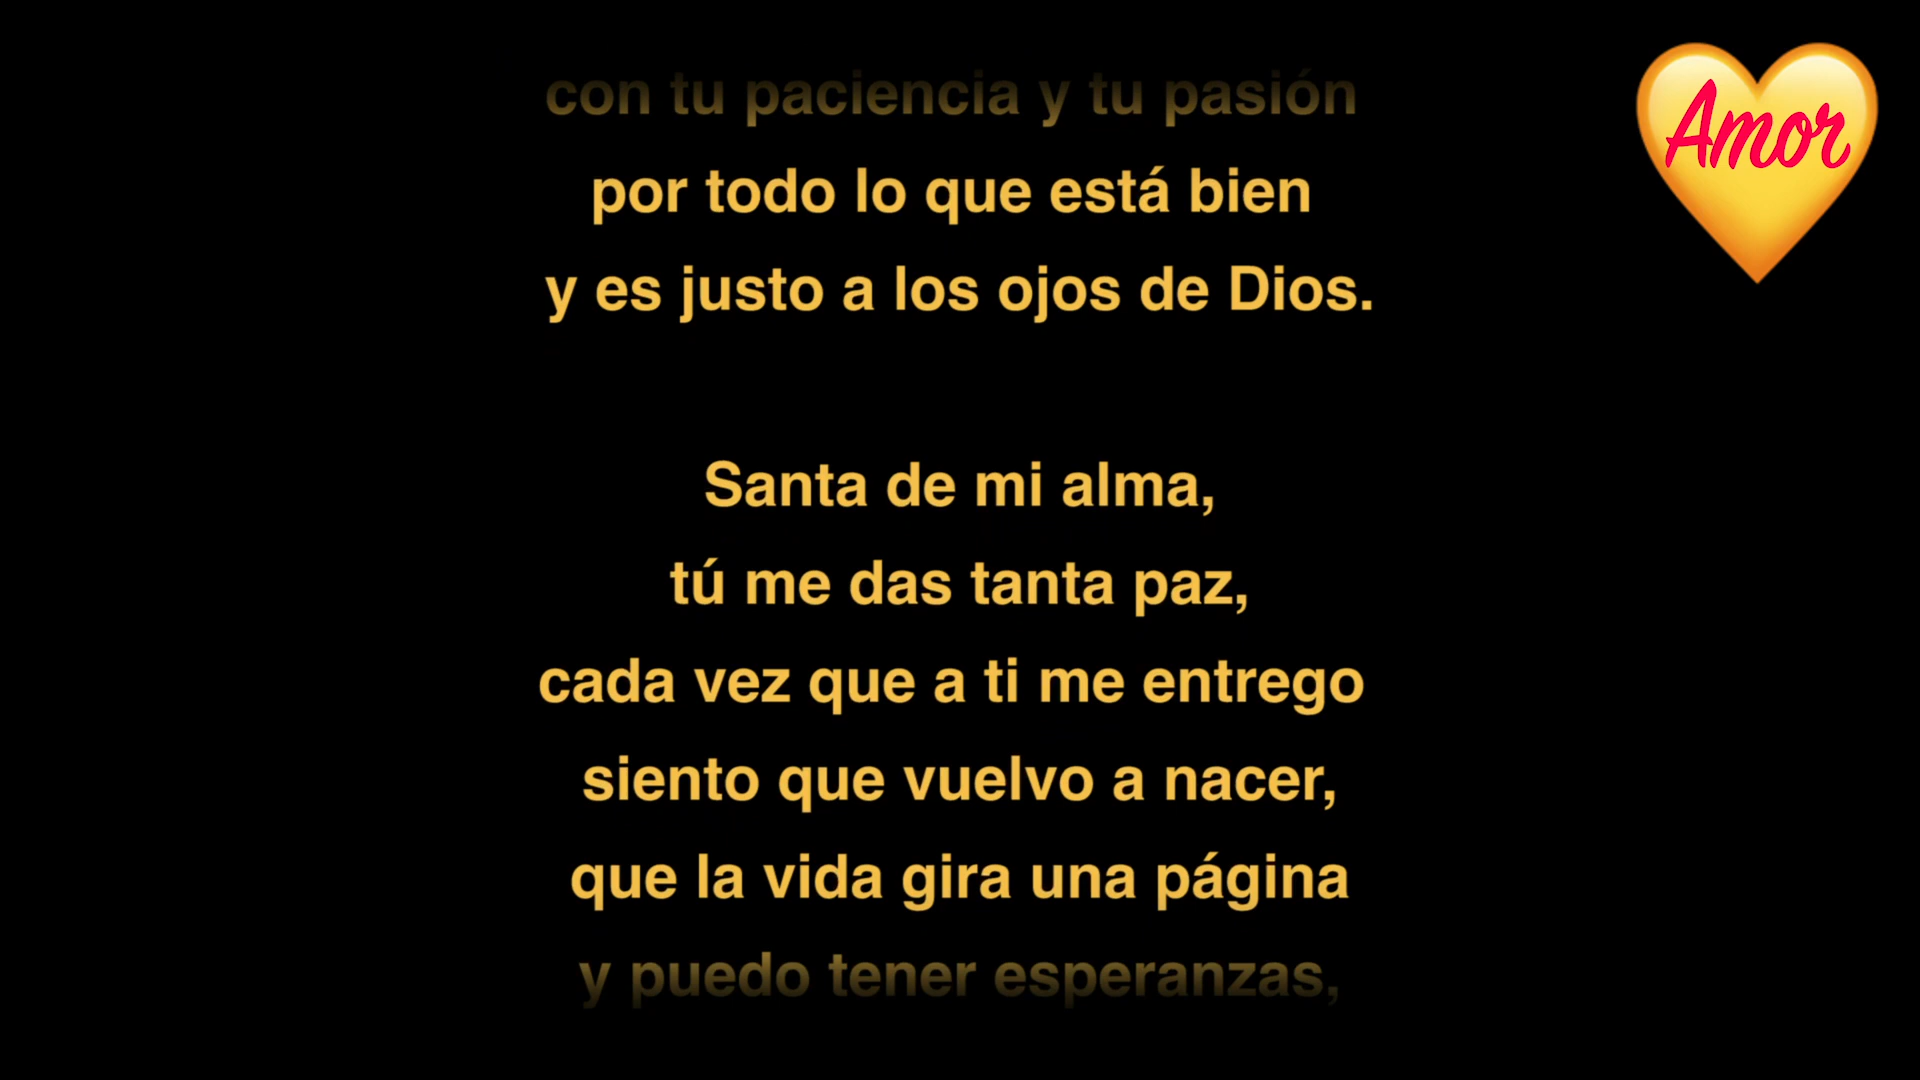 con tu paciencia y tu pasión
por todo lo que está bien
y es justo a los ojos de Dios.
Santa de mi alma,
tú me das tanta paz,
cada vez que a ti me entrego
siento que vuelvo a nacer,
que la vida gira una página
y puedo tener esperanzas,
Amor